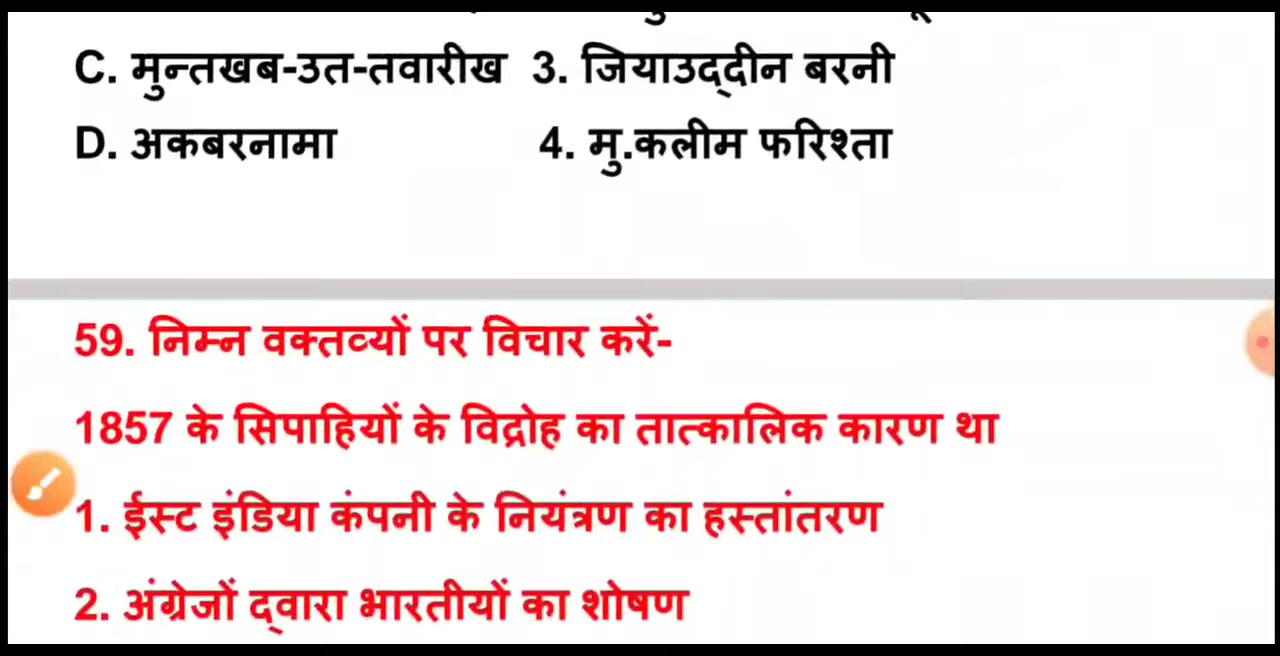 C. मुन्तखब-उत-तवारीख 3. जियाउद्दीन बरनी
D. अकबरनामा 4. मु.कलीम फरिश्ता
59. निम्न वक्तव्यों पर विचार करें-
1857 के सिपाहियों के विद्रोह का तात्कालिक कारण था
1. ईस्ट इंडिया कंपनी के नियंत्रण का हस्तांतरण
2. अंग्रेजों द्वारा भारतीयों का शोषण